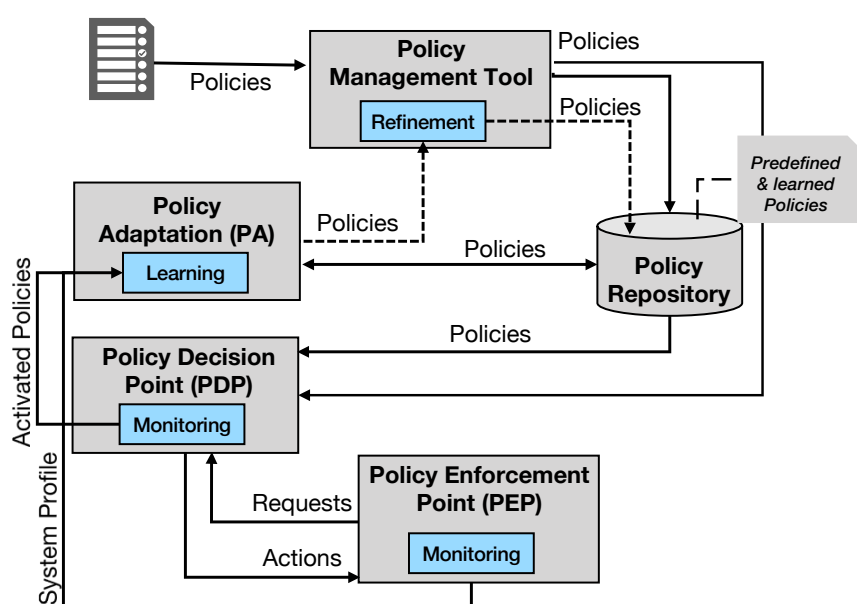 Policies
Policy
Management Tool
Refinement
Policies
Policies
Predefined
& learned
Policies
Policy
Adaptation (PA)
Learning
Policies
Policies
Policy
Repository
Activated Policies
Policies
Policy Decision
Point (PDP)
Monitoring
System Profile
Requests
Actions
Policy Enforcement
Point (PEP)
Monitoring